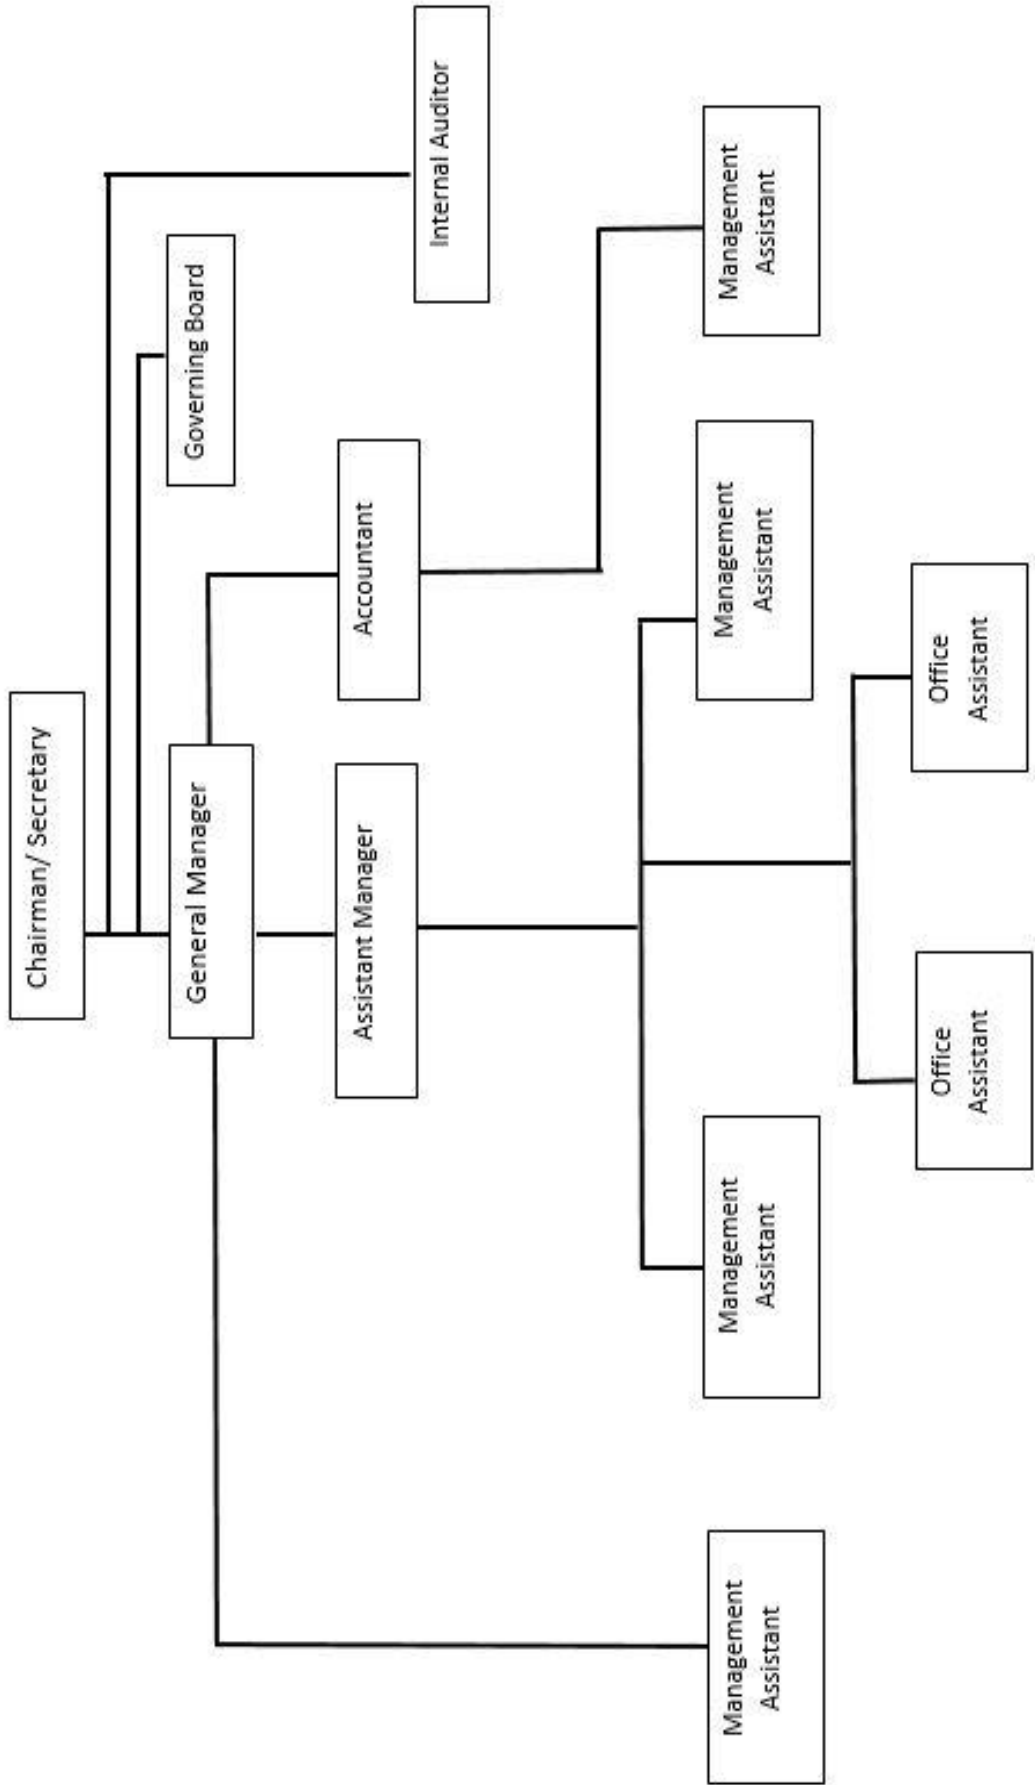 Chairman/ Secretary
General Manager
Governing Board
Assistant Manager
Accountant
Internal Auditor
Management
Assistant
Management
Assistant
Management
Assistant
Management
Assistant
Office
Assistant
Office
Assistant